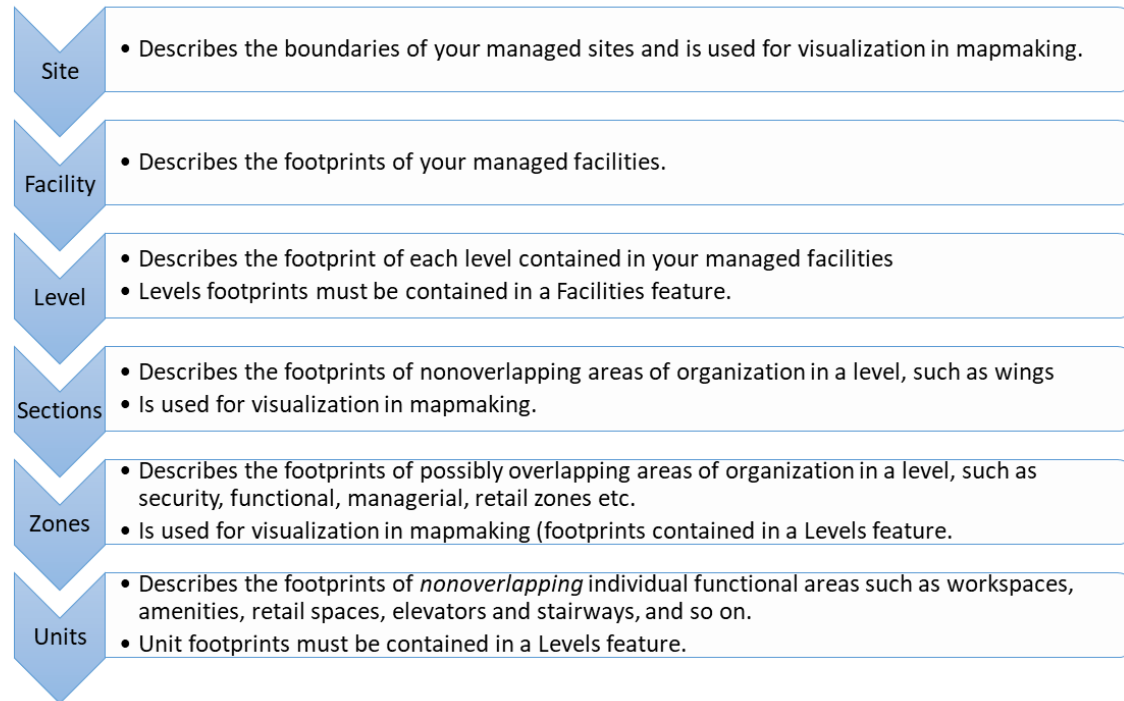 Site
• Describes the boundaries of your managed sites and is used for visualization in mapmaking.
Facility
• Describes the footprints of your managed facilities.
Level
• Describes the footprint of each level contained in your managed facilities
• Levels footprints must be contained in a Facilities feature.
Sections
• Describes the footprints of nonoverlapping areas of organization in a level, such as wings
• Is used for visualization in mapmaking.
Zones
• Describes the footprints of possibly overlapping areas of organization in a level, such as
security, functional, managerial, retail zones etc.
• Is used for visualization in mapmaking (footprints contained in a Levels feature.
Units
• Describes the footprints of nonoverlapping individual functional areas such as workspaces,
amenities, retail spaces, elevators and stairways, and so on.
• Unit footprints must be contained in a Levels feature.